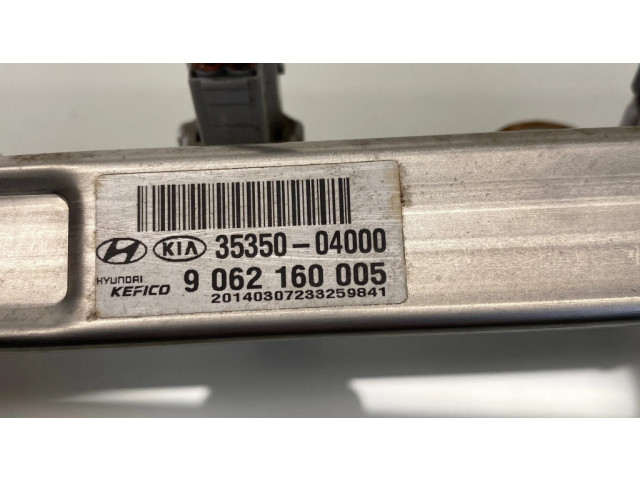 KIA 35350-04000
HYUNDAI
KEFICO 9 062 160 005
20140307233259841